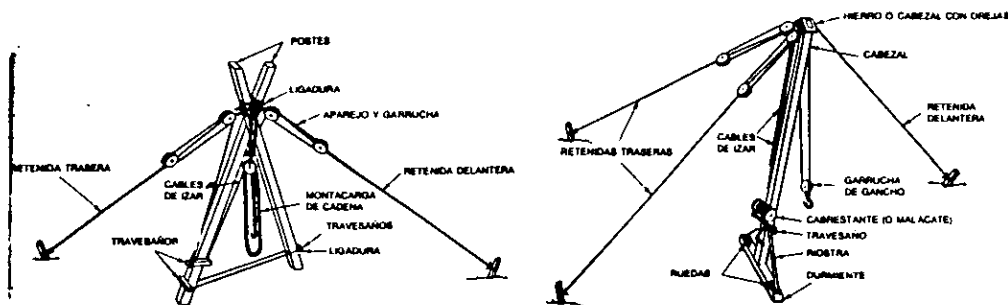 POSTES
LIGADURA
APAREJO Y GARRUCHA
RETENIDA TRASERA
CABLES
DE IZAR
RETENIDA DELANTERA
MONTACARGA
DE CADENA
TRAVESAÑOS
TRAVESAÑOR
LIGADURA
HIERRO O CABEZAL CON OREJAS
CABEZAL
RETENIDA
DELANTERA
CABLES
DE IZAR
RETENIDAS TRASERAS
GARRUCHA
DE GANCHO
CABRESTANTE (O MALACATE)
TRAVESAÑO
RIOSTRA
RUEDAS
DURMIENTE